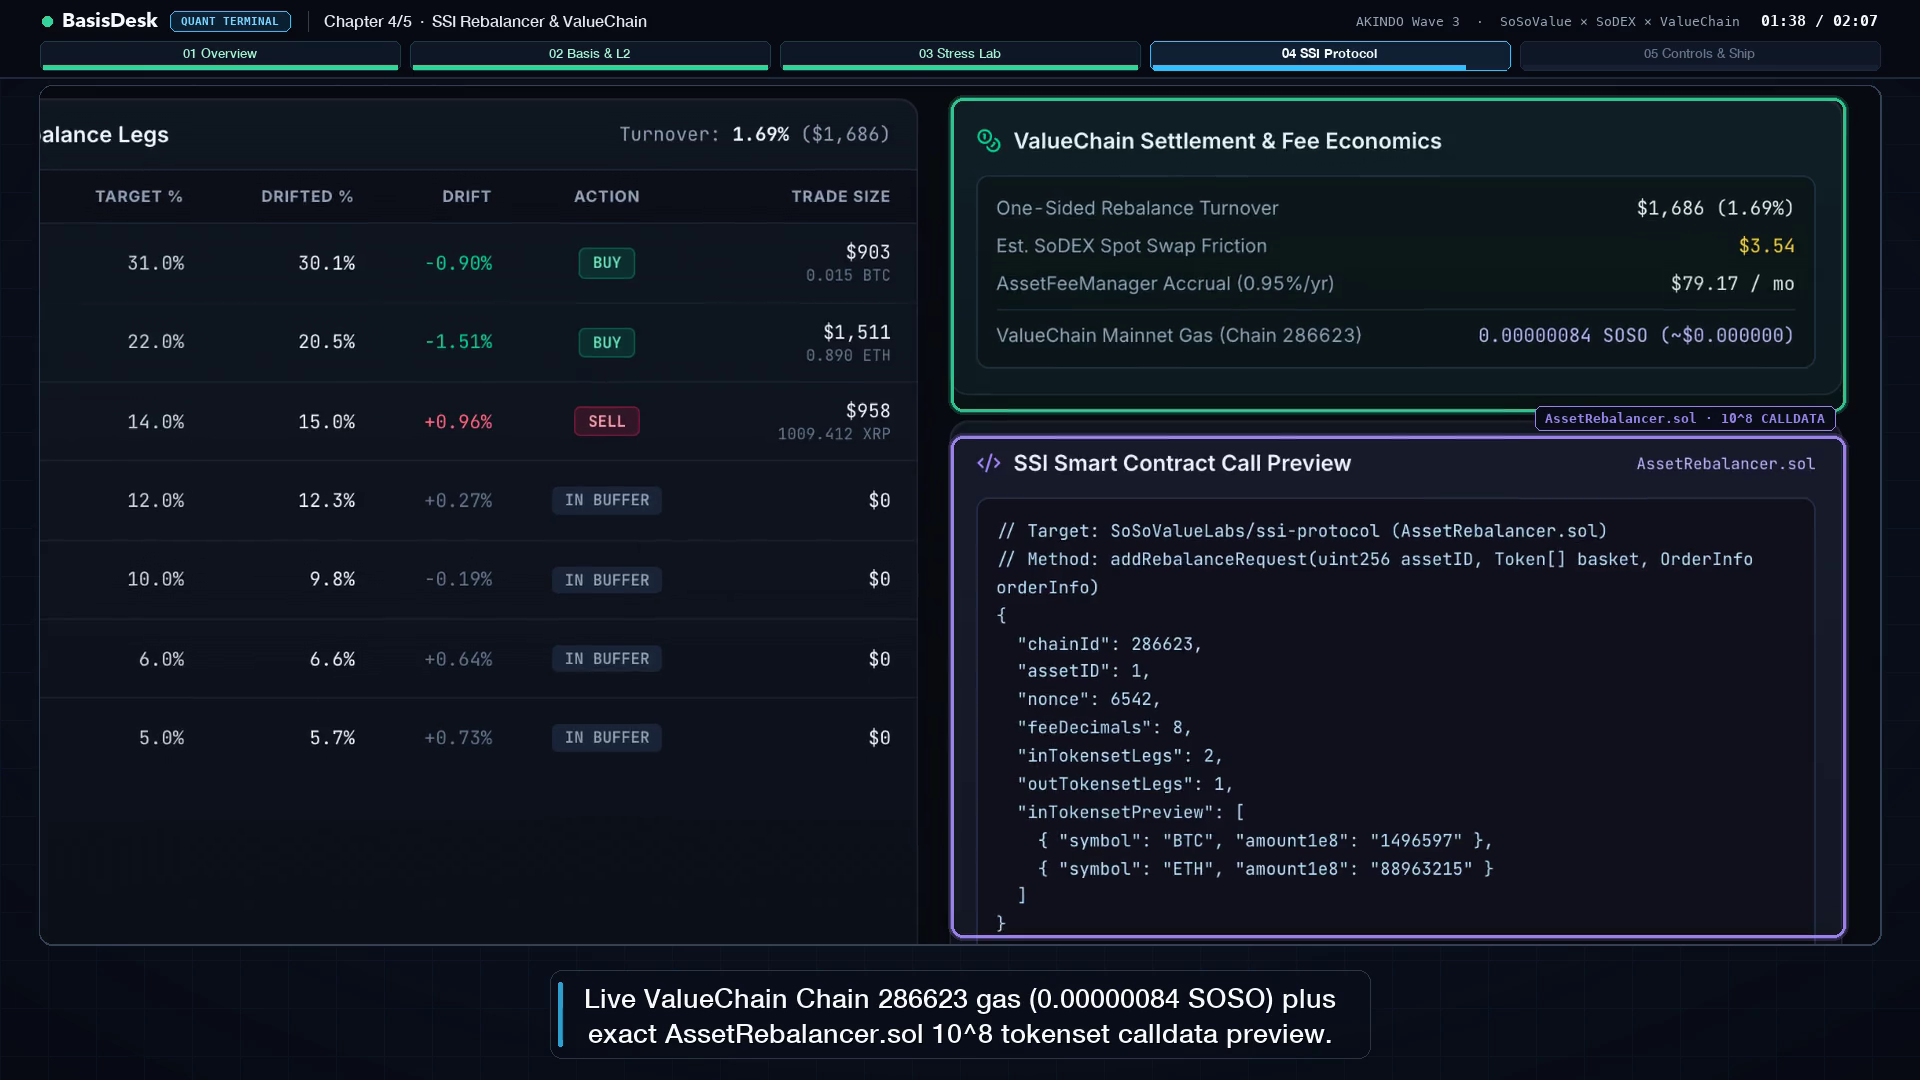 BasisDesk QUANT TERMINAL Chapter 4/5 · SSI Rebalancer & ValueChain AKINDO Wave 3 · SoSoValue × SoDEX × ValueChain 01:38 / 02:07
01 Overview 02 Basis & L2 03 Stress Lab 04 SSI Protocol 05 Controls & Ship
alance Legs Turnover: 1.69% ($1,686)
TARGET % DRIFTED % DRIFT ACTION TRADE SIZE
31.0% 30.1% -0.90% BUY $903
0.015 BTC
22.0% 20.5% -1.51% BUY $1,511
0.890 ETH
14.0% 15.0% +0.96% SELL $958
1009.412 XRP
12.0% 12.3% +0.27% IN BUFFER $0
10.0% 9.8% -0.19% IN BUFFER $0
6.0% 6.6% +0.64% IN BUFFER $0
5.0% 5.7% +0.73% IN BUFFER $0
ValueChain Settlement & Fee Economics
One-Sided Rebalance Turnover $1,686 (1.69%)
Est. SoDEX Spot Swap Friction $3.54
AssetFeeManager Accrual (0.95%/yr) $79.17 / mo
ValueChain Mainnet Gas (Chain 286623) 0.00000084 SOSO (~$0.000000)
AssetRebalancer.sol · 10^8 CALLDATA
SSI Smart Contract Call Preview AssetRebalancer.sol
// Target: SoSoValueLabs/ssi-protocol (AssetRebalancer.sol)
// Method: addRebalanceRequest(uint256 assetID, Token[] basket, OrderInfo
orderInfo)
{
"chainId": 286623,
"assetID": 1,
"nonce": 6542,
"feeDecimals": 8,
"inTokensetLegs": 2,
"outTokensetLegs": 1,
"inTokensetPreview": [
{ "symbol": "BTC", "amount1e8": "1496597" },
{ "symbol": "ETH", "amount1e8": "88963215" }
]
}
Live ValueChain Chain 286623 gas (0.00000084 SOSO) plus
exact AssetRebalancer.sol 10^8 tokenset calldata preview.